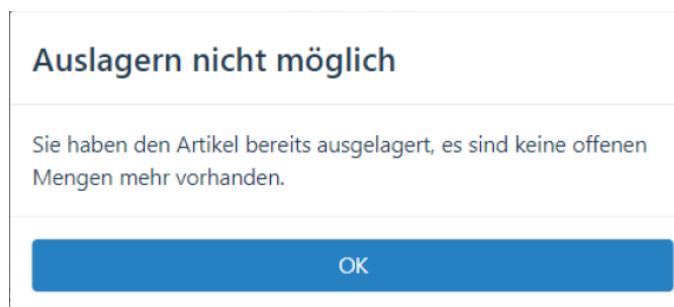 Auslagern nicht möglich
Sie haben den Artikel bereits ausgelagert, es sind keine offenen
Mengen mehr vorhanden.
OK